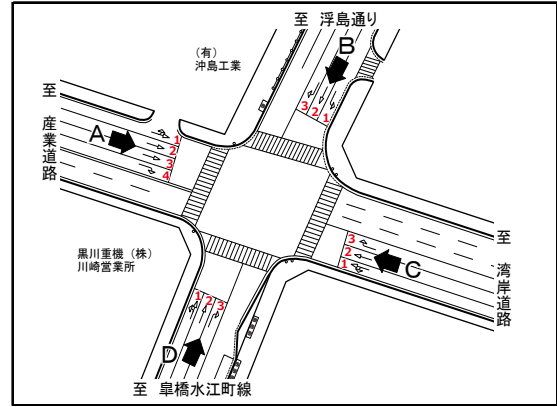 至 浮島通り
B
(有)
沖島工業
3 2 1
至 産業道路
A
1
2
3
4
黒川重機(株)
川崎営業所
3
2
1
C
至 湾岸道路
1 2 3
D
至 皐橋水江町線